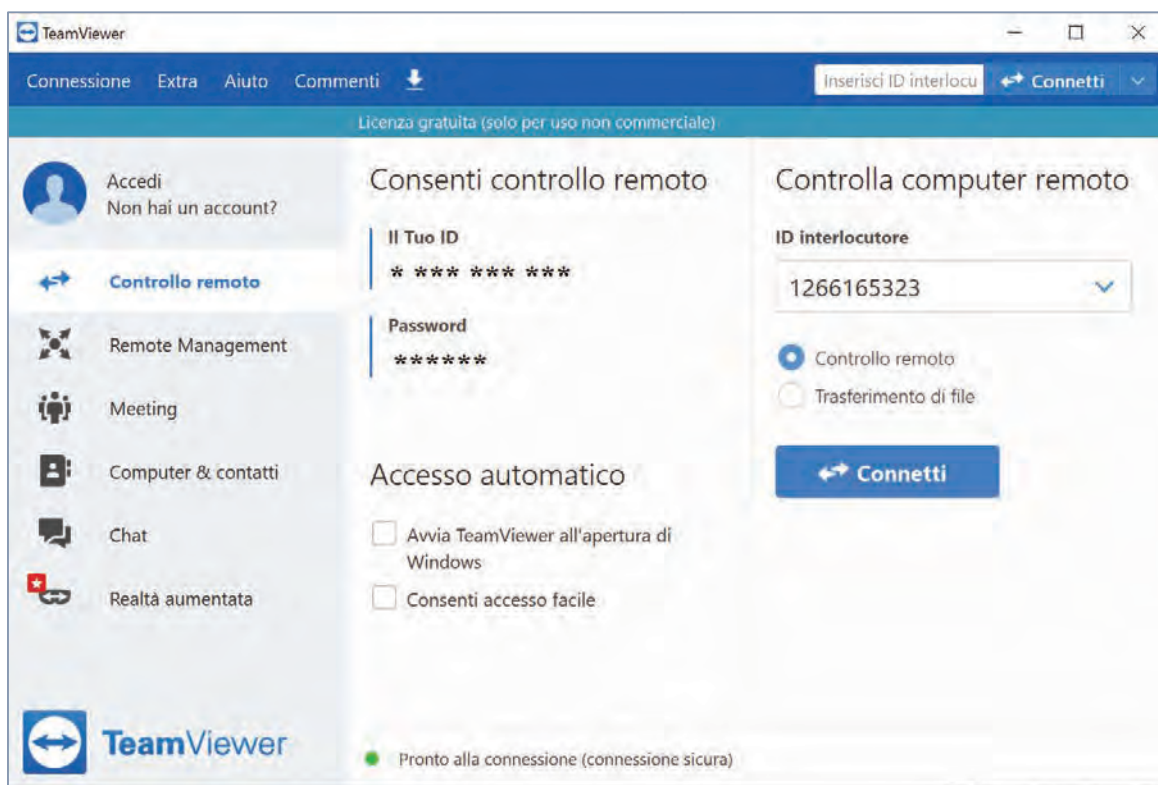 TeamViewer
Connessione Extra Aiuto Commenti
Inserisci ID interlocu
Connetti
Licenza gratuita (solo per uso non commerciale)
Accedi
Non hai un account?
Controllo remoto
Remote Management
Meeting
Computer & contatti
Chat
Realtà aumentata
TeamViewer
Consenti controllo remoto
Il Tuo ID
* *** *** ***
Password
******
Accesso automatico
Avvia TeamViewer all'apertura di
Windows
Consenti accesso facile
Pronto alla connessione (connessione sicura)
Controlla computer remoto
ID interlocutore
1266165323
Controllo remoto
Trasferimento di file
Connetti